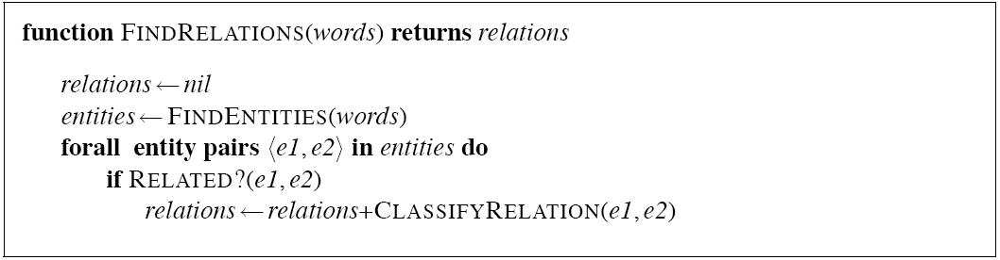 function FINDRELATIONS(words) returns relations
relations ← nil
entities ← FINDENTITIES(words)
forall entity pairs ⟨e1, e2⟩ in entities do
if RELATED?(e1, e2)
relations ← relations+CLASSIFYRELATION(e1, e2)